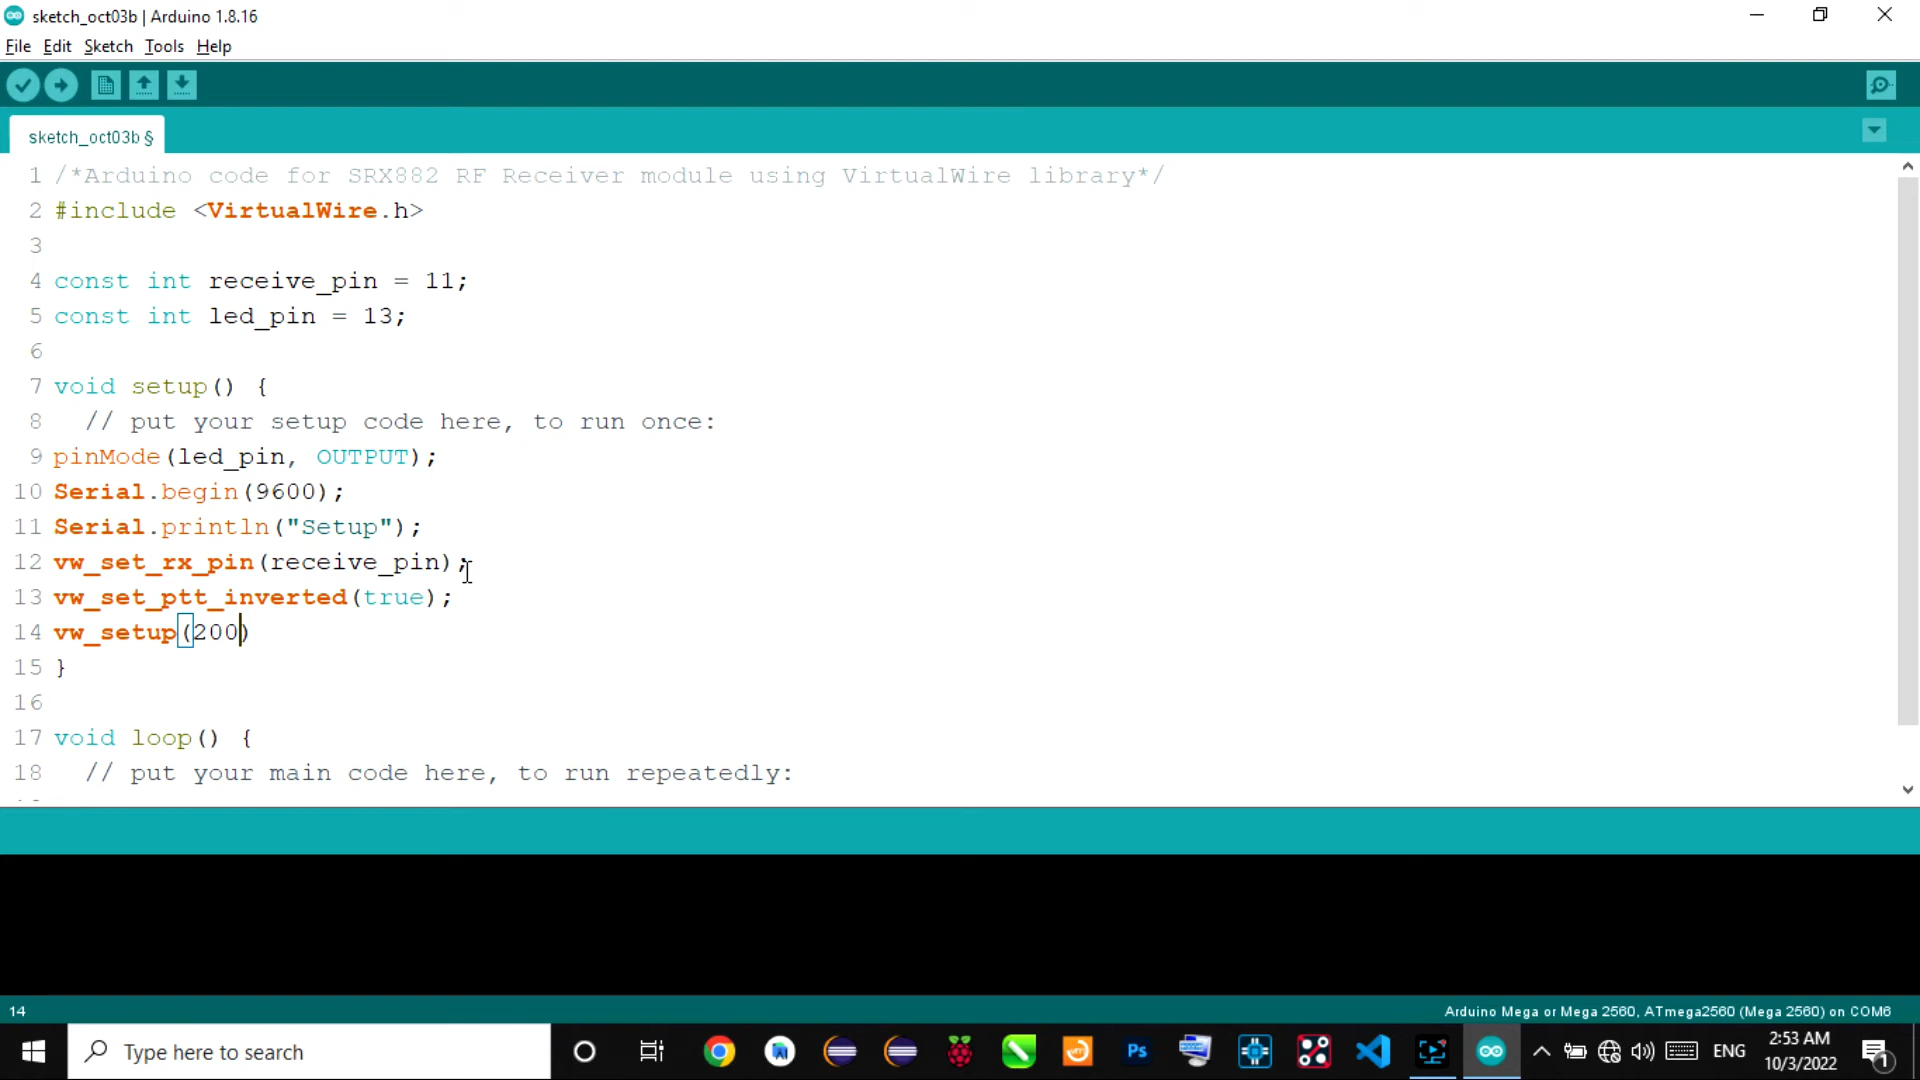 sketch_oct03b | Arduino 1.8.16
File Edit Sketch Tools Help
sketch_oct03b §
1 /*Arduino code for SRX882 RF Receiver module using VirtualWire library*/
2 #include <VirtualWire.h>
3
4 const int receive_pin = 11;
5 const int led_pin = 13;
6
7 void setup() {
8 // put your setup code here, to run once:
9 pinMode(led_pin, OUTPUT);
10 Serial.begin(9600);
11 Serial.println("Setup");
12 vw_set_rx_pin(receive_pin);
13 vw_set_ptt_inverted(true);
14 vw_setup(200)
15 }
16
17 void loop() {
18 // put your main code here, to run repeatedly:
14 Arduino Mega or Mega 2560, ATmega2560 (Mega 2560) on COM6
Type here to search
Ps
ENG
2:53 AM
10/3/2022
1